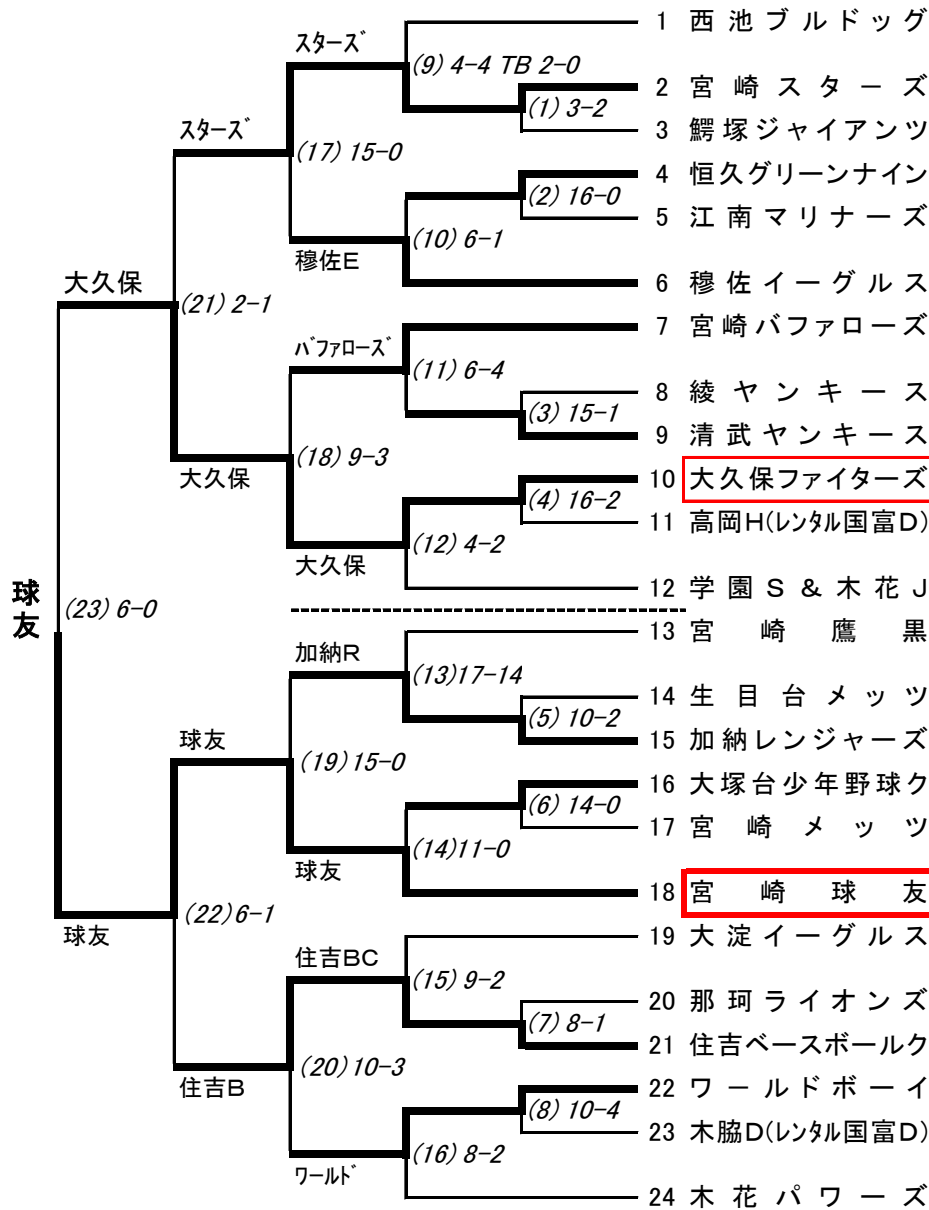 1 西池ブルドッグ
スターズ
(9) 4-4 TB 2-0
2 宮崎スターズ
(1) 3-2
スターズ
3 鰐塚ジャイアンツ
(17) 15-0
4 恒久グリーンナイン
(2) 16-0
5 江南マリナーズ
(10) 6-1
穆佐E
大久保
6 穆佐イーグルス
(21) 2-1
7 宮崎バファローズ
バファローズ
(11) 6-4
8 綾ヤンキース
(3) 15-1
9 清武ヤンキース
(18) 9-3
大久保
10 大久保ファイターズ
(4) 16-2
11 高岡H(レンタル国富D)
(12) 4-2
大久保
12 学園S&木花J
球友
(23) 6-0
13 宮崎鷹黒
加納R
(13)17-14
14 生目台メッツ
(5) 10-2
球友
15 加納レンジャーズ
(19) 15-0
16 大塚台少年野球ク
(6) 14-0
17 宮崎メッツ
(14)11-0
球友
18 宮崎球友
(22)6-1
球友
19 大淀イーグルス
住吉BC
(15) 9-2
20 那珂ライオンズ
(7) 8-1
21 住吉ベースボールク
(20) 10-3
住吉B
22 ワールドボーイ
(8) 10-4
23 木脇D(レンタル国富D)
(16) 8-2
ワールド
24 木花パワーズ